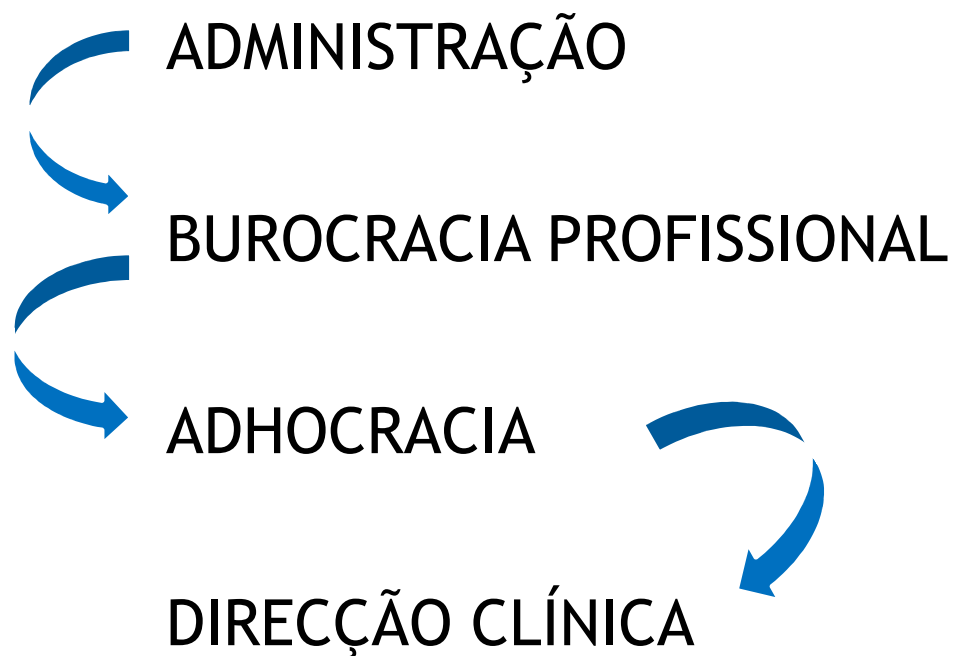 ADMINISTRAÇÃO
BUROCRACIA PROFISSIONAL
ADHOCRACIA
DIRECÇÃO CLÍNICA